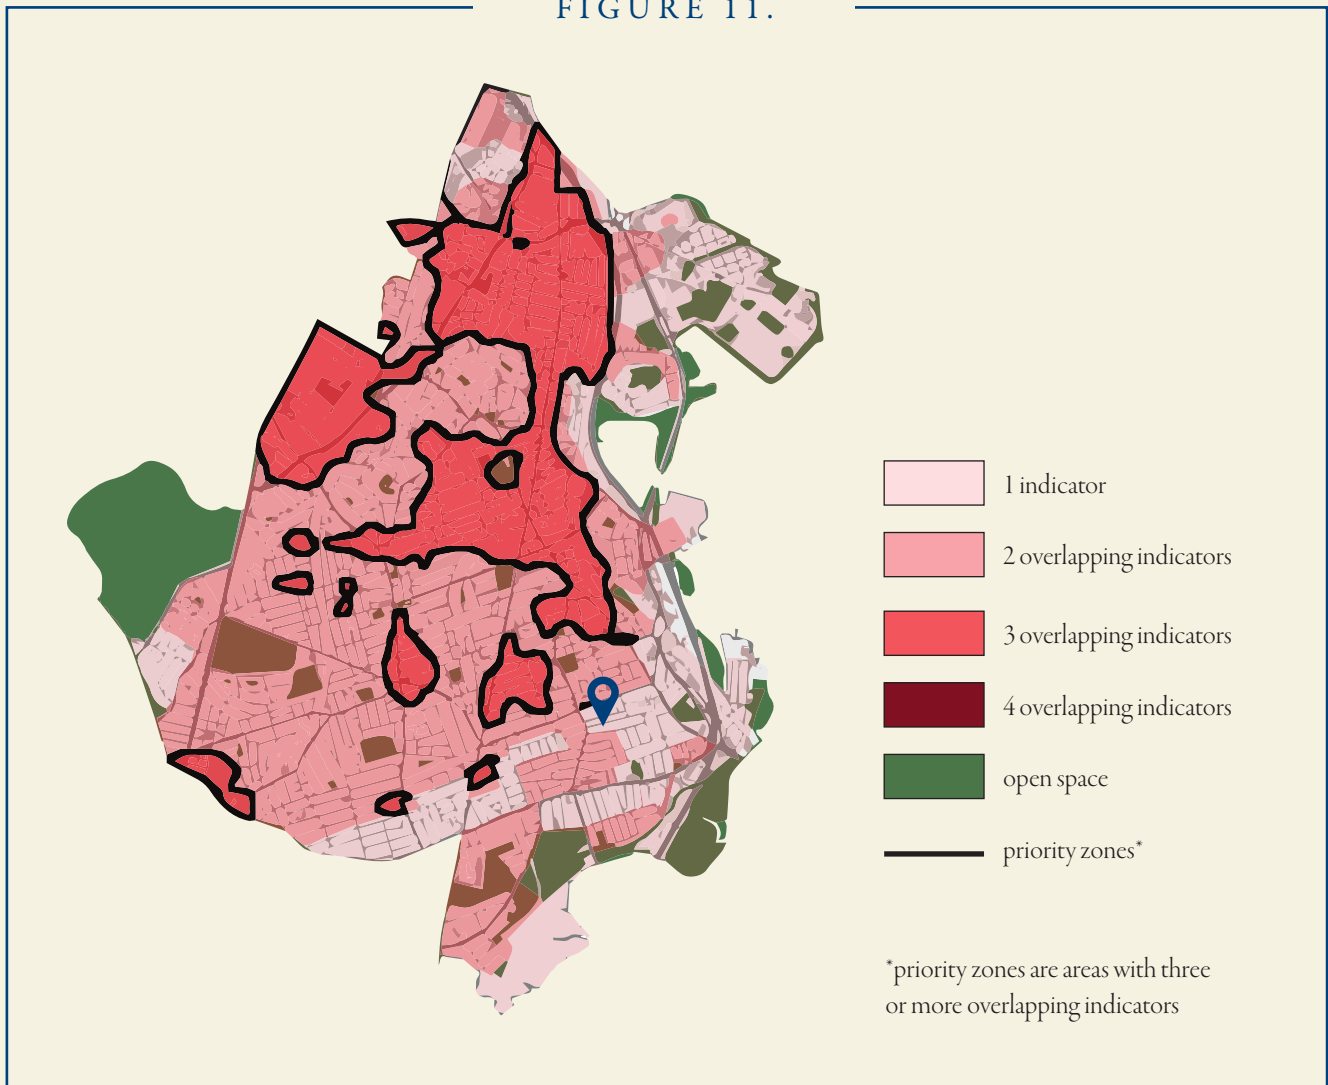 FIGURE 11.
1 indicator
2 overlapping indicators
3 overlapping indicators
4 overlapping indicators
open space
priority zones*
*priority zones are areas with three
or more overlapping indicators